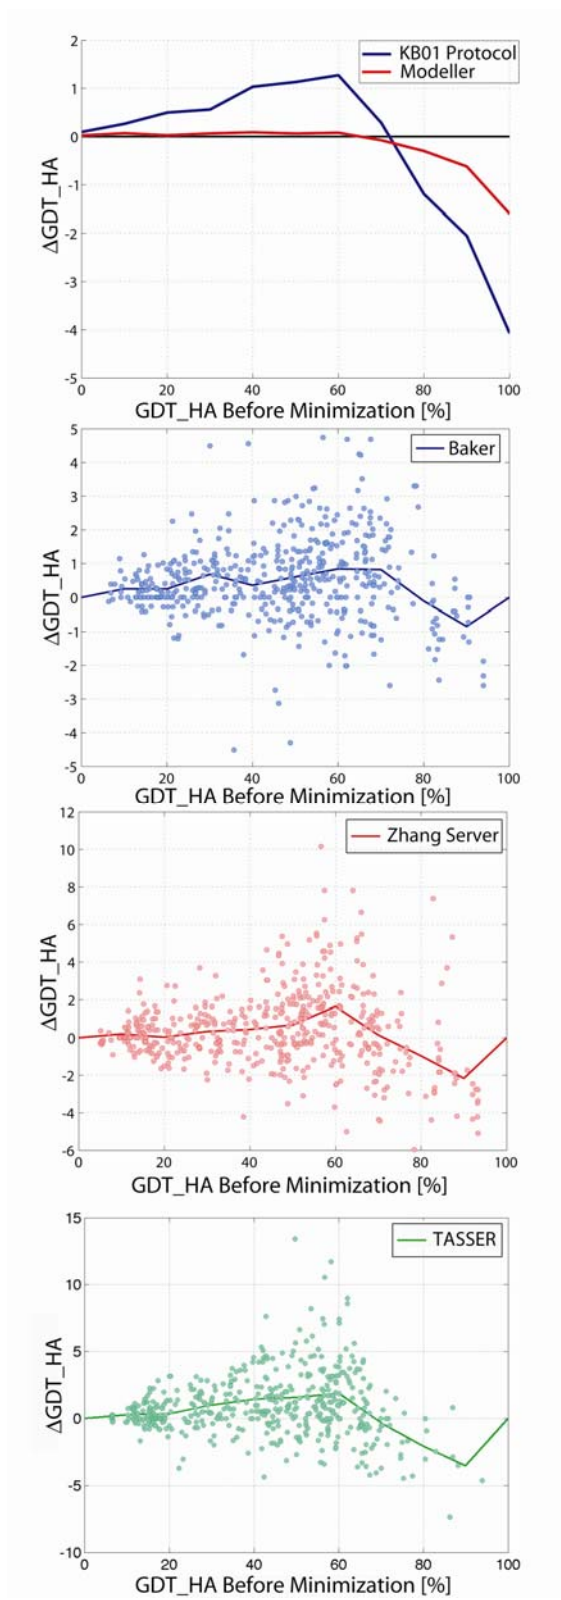 2
1
0
-1
-2
-3
-4
-5
KB01 Protocol
Modeller
ΔGDT_HA
0 20 40 60 80 100
GDT_HA Before Minimization [%]
5
4
3
2
1
0
-1
-2
-3
-4
-5
Baker
ΔGDT_HA
0 20 40 60 80 100
GDT_HA Before Minimization [%]
12
10
8
6
4
2
0
-2
-4
-6
Zhang Server
ΔGDT_HA
0 20 40 60 80 100
GDT_HA Before Minimization [%]
15
10
5
0
-5
-10
TASSER
ΔGDT_HA
0 20 40 60 80 100
GDT_HA Before Minimization [%]